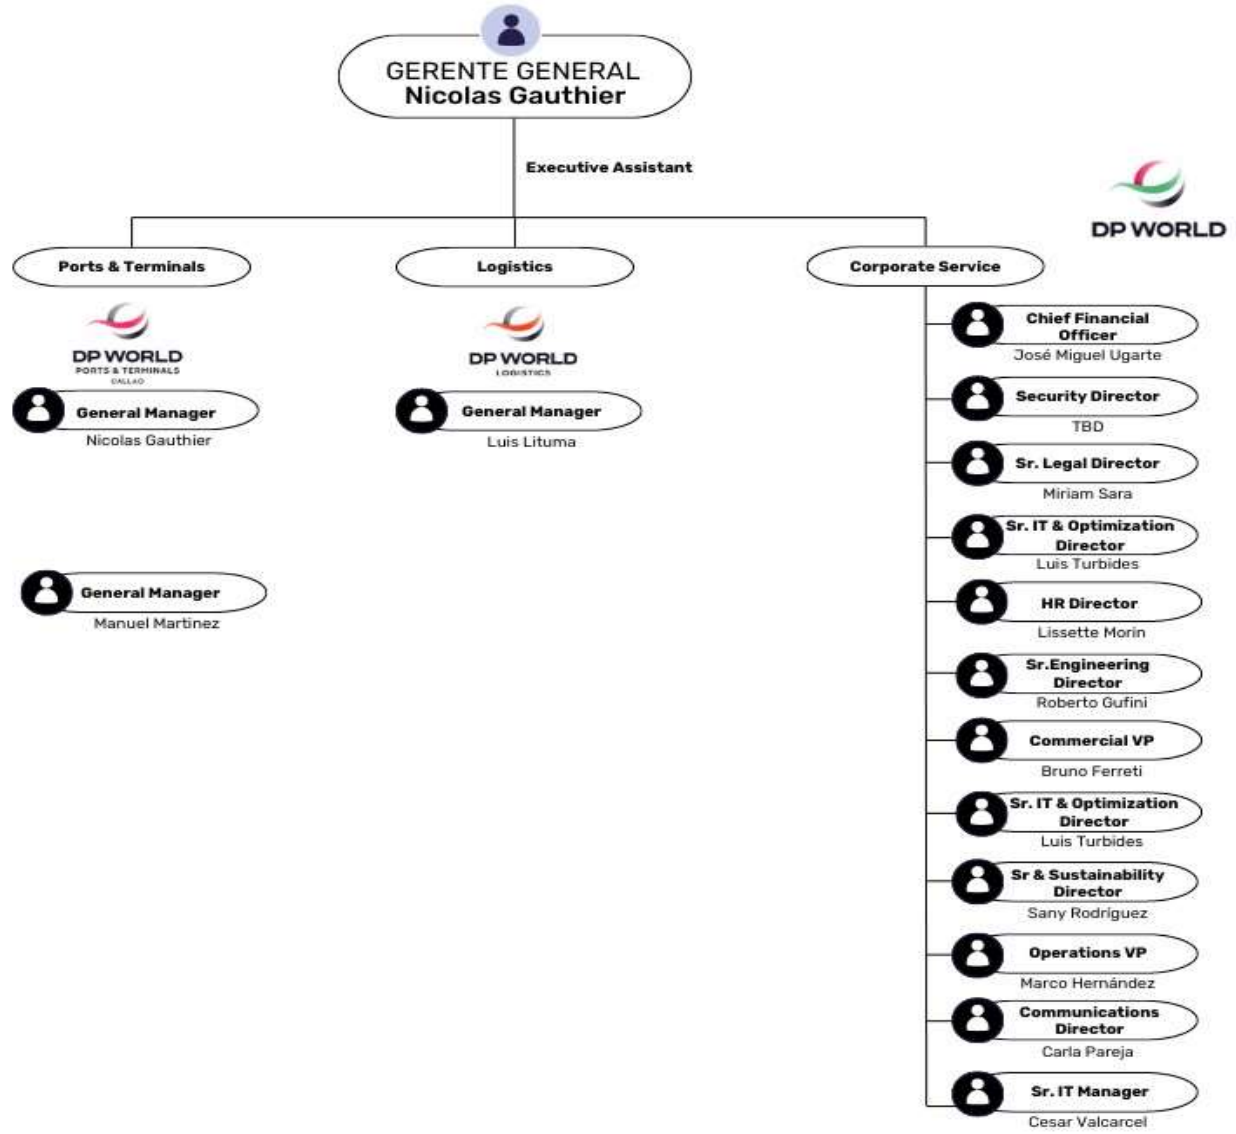 GERENTE GENERAL
Nicolas Gauthier
Executive Assistant
DP WORLD
Ports & Terminals
Logistics
Corporate Service
DP WORLD
PORTS & TERMINALS
CALLAO
General Manager
Nicolas Gauthier
General Manager
Manuel Martinez
DP WORLD
LOGISTICS
General Manager
Luis Lituma
Chief Financial
Officer
José Miguel Ugarte
Security Director
TBD
Sr. Legal Director
Miriam Sara
Sr. IT & Optimization
Director
Luis Turbides
HR Director
Lissette Morin
Sr.Engineering
Director
Roberto Gufini
Commercial VP
Bruno Ferreti
Sr. IT & Optimization
Director
Luis Turbides
Sr & Sustainability
Director
Sany Rodríguez
Operations VP
Marco Hernández
Communications
Director
Carla Pareja
Sr. IT Manager
Cesar Valcarcel